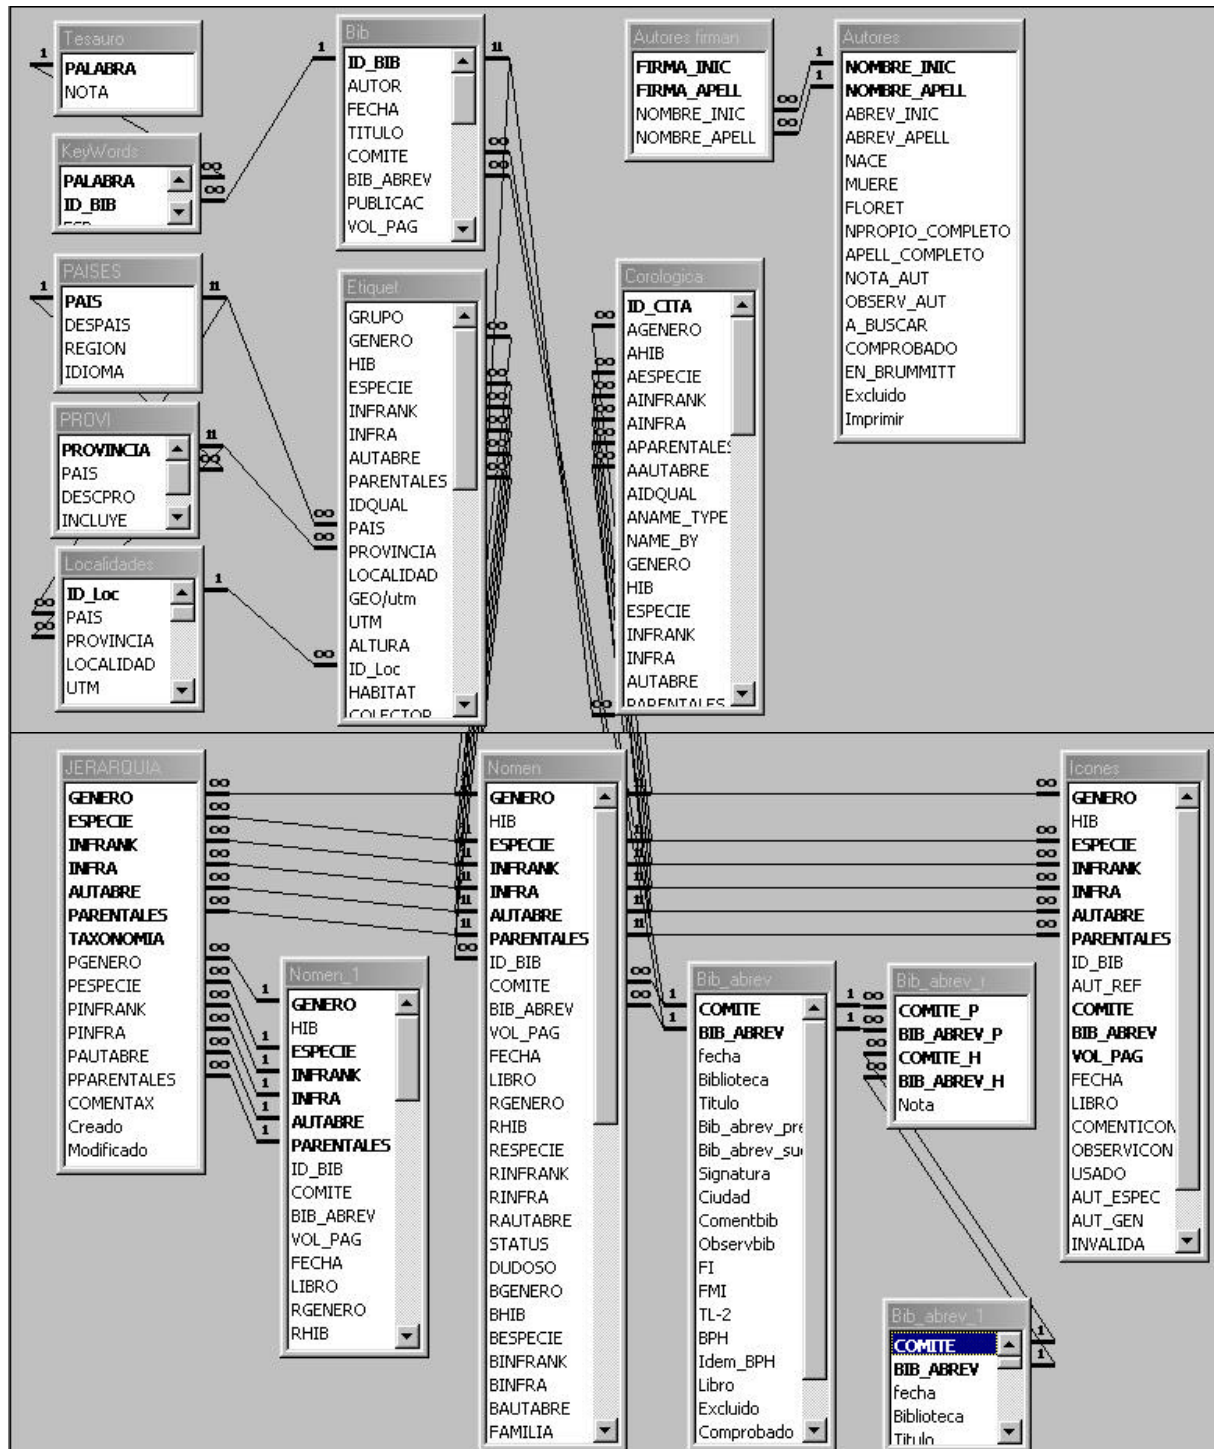 Tesauro
PALABRA
NOTA
KeyWords
PALABRA
ID_BIB
PAISES
PAIS
DESPAIS
REGION
IDIOMA
PROVI
PROVINCIA
PAIS
DESCPRO
INCLUYE
Localidades
ID_Loc
PAIS
PROVINCIA
LOCALIDAD
UTM
Bib
ID_BIB
AUTOR
FECHA
TITULO
COMITE
BIB_ABREV
PUBLICAC
VOL_PAG
Etiquet
GRUPO
GENERO
HIB
ESPECIE
INFRANK
INFRA
AUTABRE
PARENTALES
IDQUAL
PAIS
PROVINCIA
LOCALIDAD
GEO/utm
UTM
ALTURA
ID_Loc
HABITAT
COLECTOR
Autores firman
FIRMA_INIC
FIRMA_APELL
NOMBRE_INIC
NOMBRE_APELL
Autores
NOMBRE_INIC
NOMBRE_APELL
ABREV_INIC
ABREV_APELL
NACE
MUERE
FLORET
NPROPIO_COMPLETO
APELL_COMPLETO
NOTA_AUT
OBSERV_AUT
A_BUSCAR
COMPROBADO
EN_BRUMMITT
Excluido
Imprimir
Corologica
ID_CITA
AGENERO
AHIB
AESPECIE
AINFRANK
AINFRA
APARENTALES
AAUTABRE
AIDQUAL
ANAME_TYPE
NAME_BY
GENERO
HIB
ESPECIE
INFRANK
INFRA
AUTABRE
PARENTALES
JERARQUIA
GENERO
ESPECIE
INFRANK
INFRA
AUTABRE
PARENTALES
TAXONOMIA
PGENERO
PESPECIE
PINFRANK
PINFRA
PAUTABRE
PPARENTALES
COMENTAX
Creado
Modificado
Nomen_1
GENERO
HIB
ESPECIE
INFRANK
INFRA
AUTABRE
PARENTALES
ID_BIB
COMITE
BIB_ABREV
VOL_PAG
FECHA
LIBRO
RGENERO
RHIB
Nomen
GENERO
HIB
ESPECIE
INFRANK
INFRA
AUTABRE
PARENTALES
ID_BIB
COMITE
BIB_ABREV
VOL_PAG
FECHA
LIBRO
RGENERO
RHIB
RESPECIE
RINFRANK
RINFRA
RAUTABRE
STATUS
DUDOSO
BGENERO
BHIB
BESPECIE
BINFRANK
BINFRA
BAUTABRE
FAMILIA
Bib_abrev
COMITE
BIB_ABREV
fecha
Biblioteca
Titulo
Bib_abrev_pre
Bib_abrev_su
Signatura
Ciudad
Comentbib
Observbib
FI
FMI
TL-2
BPH
Idem_BPH
Libro
Excluido
Comprobado
Bib_abrev_r
COMITE_P
BIB_ABREV_P
COMITE_H
BIB_ABREV_H
Nota
Bib_abrev_1
COMITE
BIB_ABREV
fecha
Biblioteca
Titulo
Icones
GENERO
HIB
ESPECIE
INFRANK
INFRA
AUTABRE
PARENTALES
ID_BIB
AUT_REF
COMITE
BIB_ABREV
VOL_PAG
FECHA
LIBRO
COMENTICON
OBSERVICON
USADO
AUT_ESPEC
AUT_GEN
INVALIDA